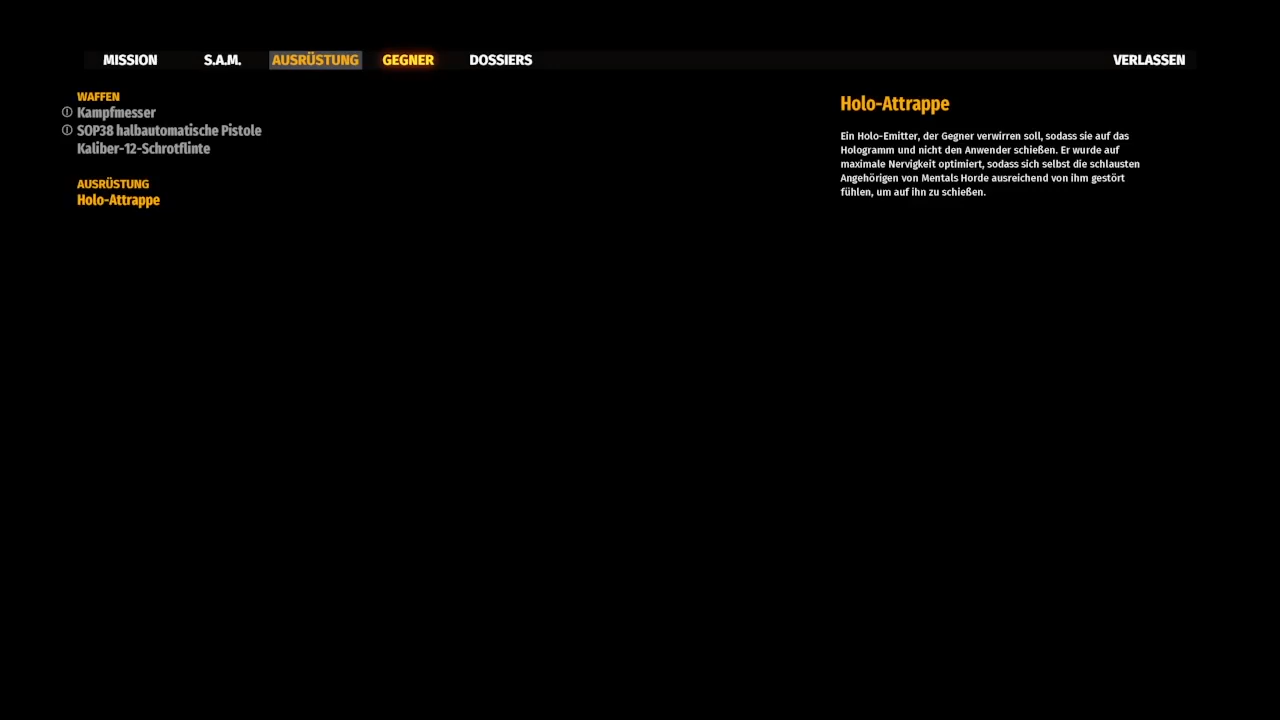 MISSION S.A.M. AUSRÜSTUNG GEGNER DOSSIERS VERLASSEN
WAFFEN
Kampfmesser
SOP38 halbautomatische Pistole
Kaliber-12-Schrotflinte
AUSRÜSTUNG
Holo-Attrappe
Holo-Attrappe
Ein Holo-Emitter, der Gegner verwirren soll, sodass sie auf das
Hologramm und nicht den Anwender schießen. Er wurde auf
maximale Nervigkeit optimiert, sodass sich selbst die schlausten
Angehörigen von Mentals Horde ausreichend von ihm gestört
fühlen, um auf ihn zu schießen.